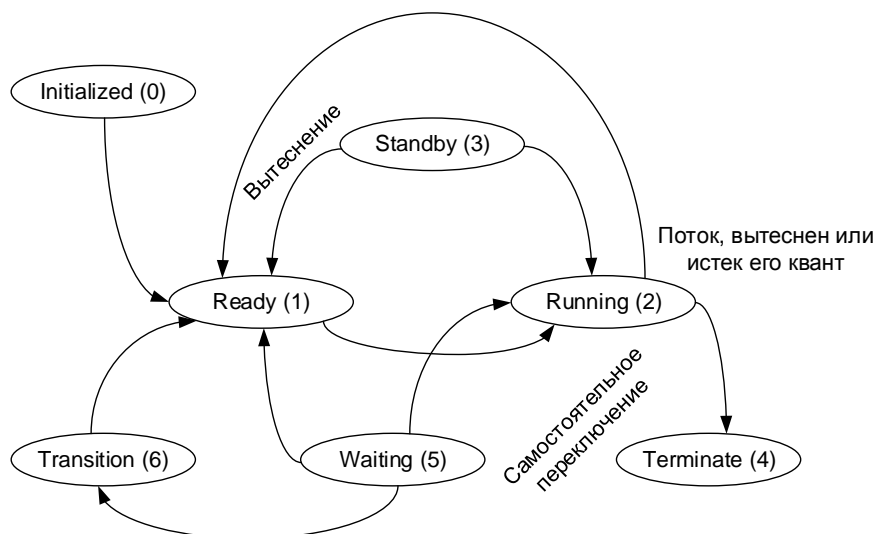 Initialized (0)
Вытеснение
Standby (3)
Поток, вытеснен или
истек его квант
Ready (1)
Running (2)
Самостоятельное
переключение
Transition (6)
Waiting (5)
Terminate (4)